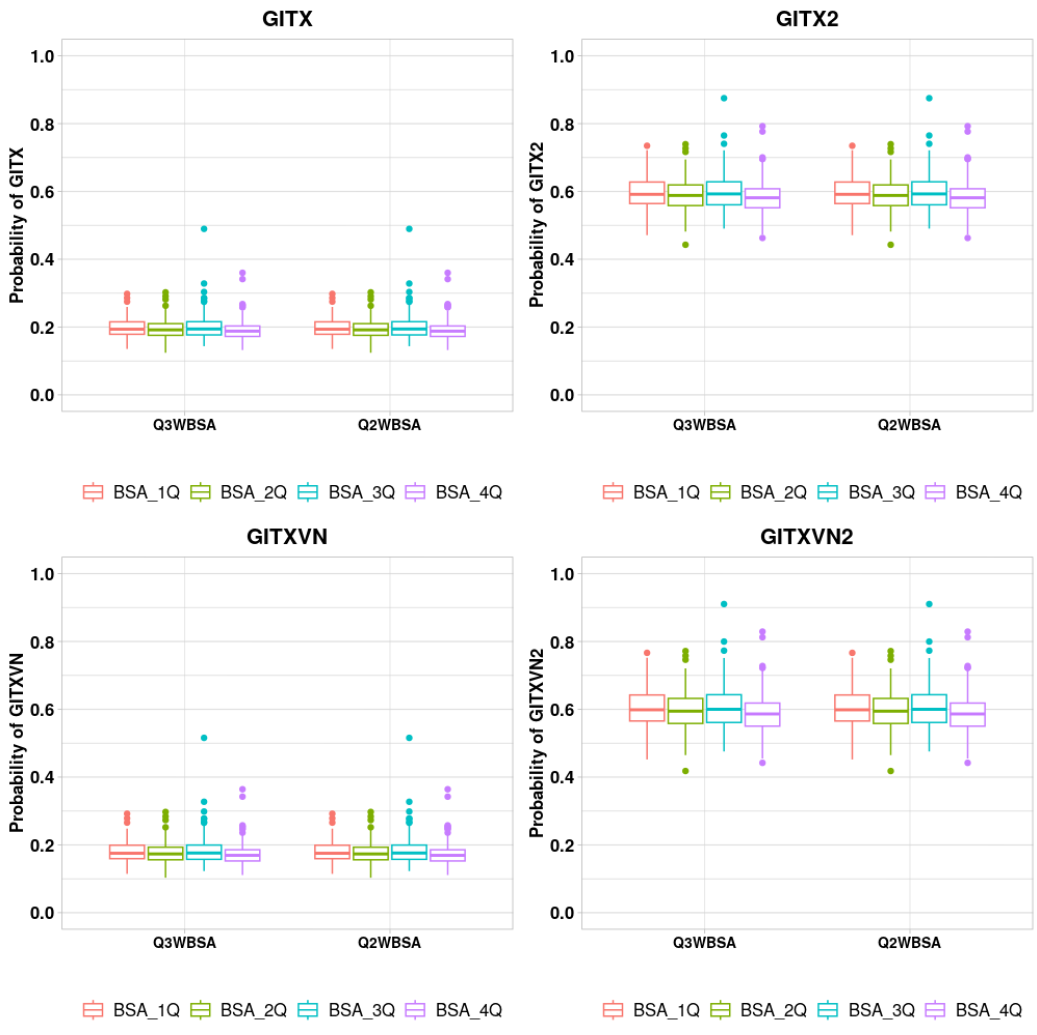 GITX
GITX2
1.0
0.8
0.6
0.4
0.2
0.0
Probability of GITX
Q3WBSA Q2WBSA
BSA_1Q BSA_2Q BSA_3Q BSA_4Q
1.0
0.8
0.6
0.4
0.2
0.0
Probability of GITX2
Q3WBSA Q2WBSA
BSA_1Q BSA_2Q BSA_3Q BSA_4Q
GITXVN
GITXVN2
1.0
0.8
0.6
0.4
0.2
0.0
Probability of GITXVN
Q3WBSA Q2WBSA
BSA_1Q BSA_2Q BSA_3Q BSA_4Q
1.0
0.8
0.6
0.4
0.2
0.0
Probability of GITXVN2
Q3WBSA Q2WBSA
BSA_1Q BSA_2Q BSA_3Q BSA_4Q